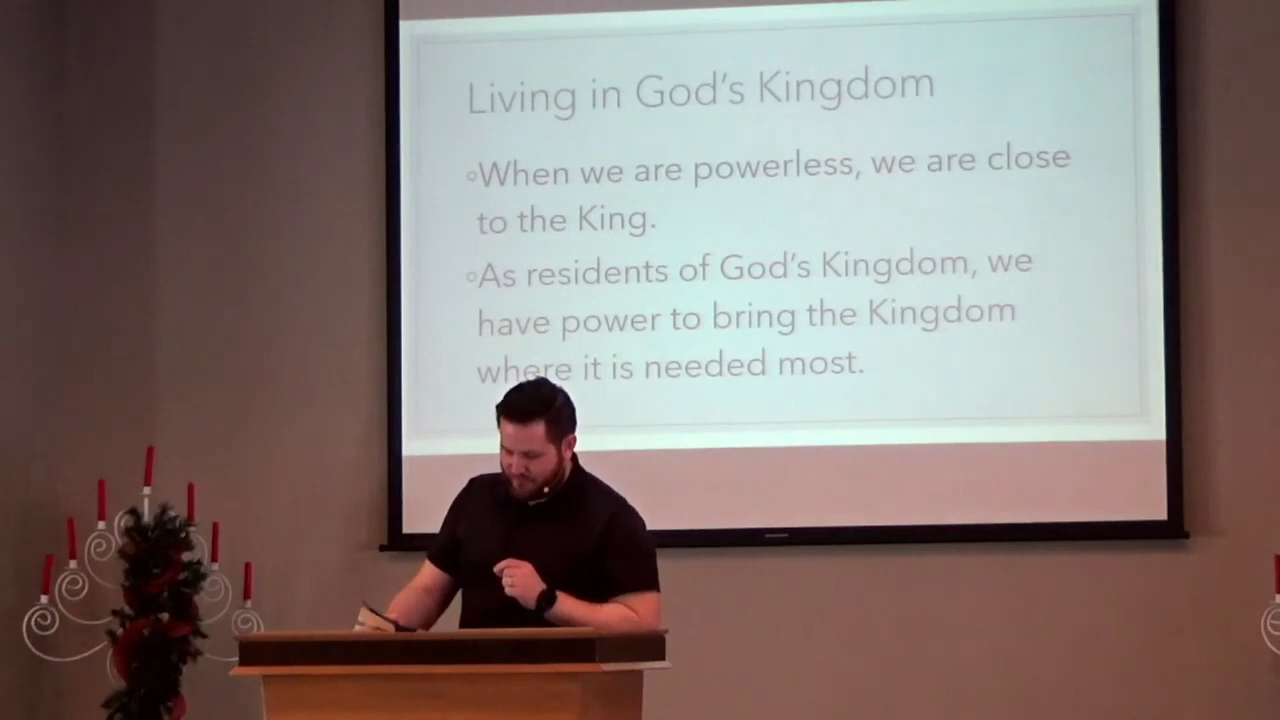 Living in God's Kingdom
◦When we are powerless, we are close
to the King.
◦As residents of God's Kingdom, we
have power to bring the Kingdom
where it is needed most.